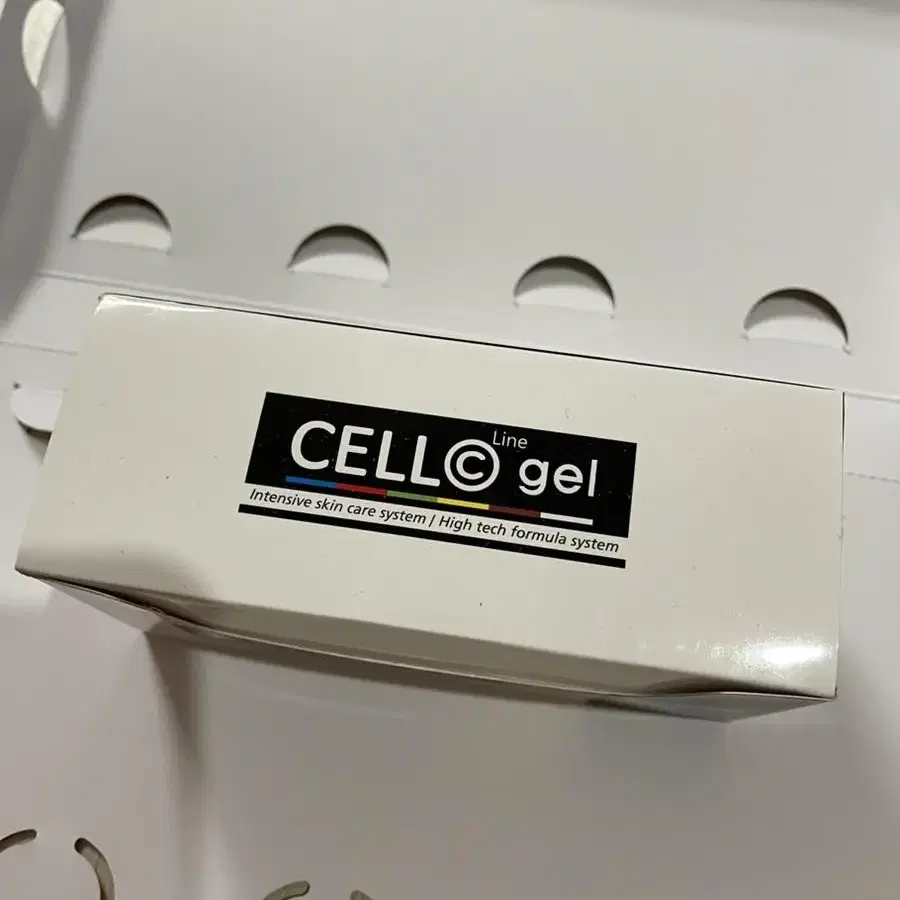 CELL© Line gel
Intensive skin care system / High tech formula system